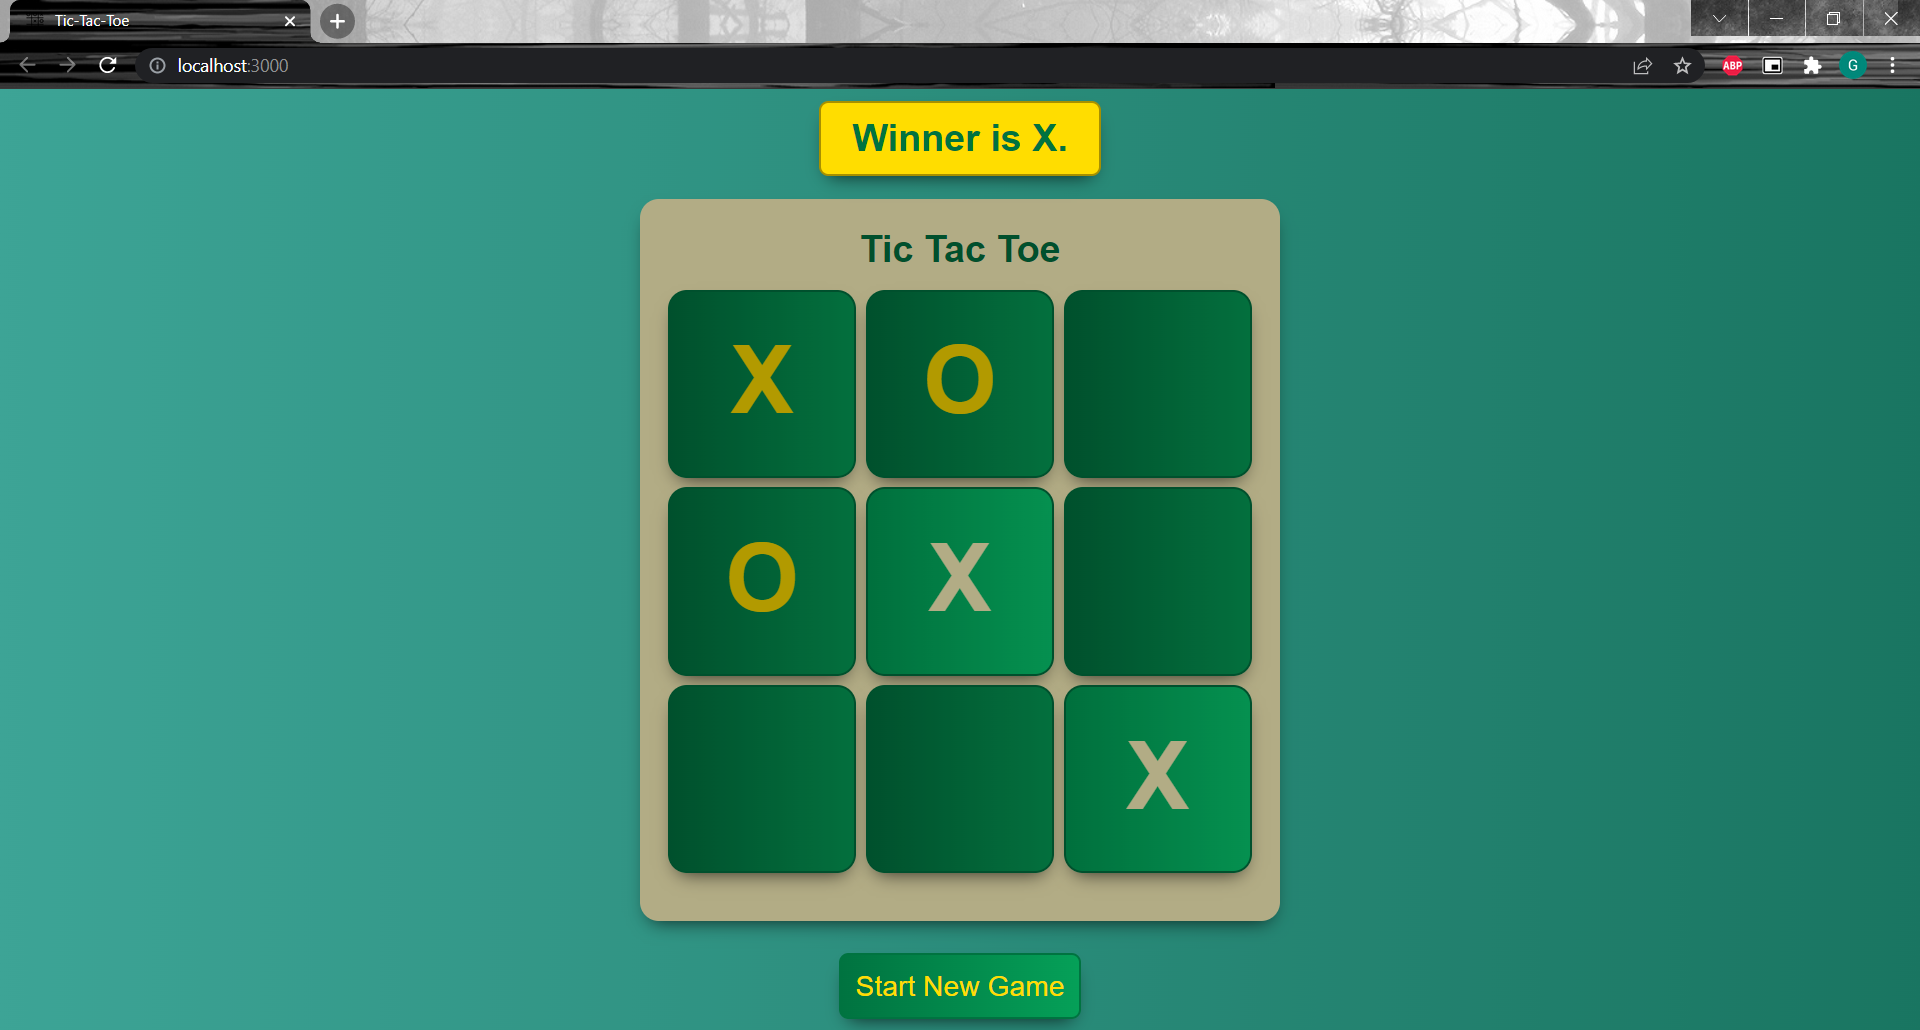 Tic-Tac-Toe
localhost:3000
ABP
G
Winner is X.
Tic Tac Toe
X O
O X
X
Start New Game